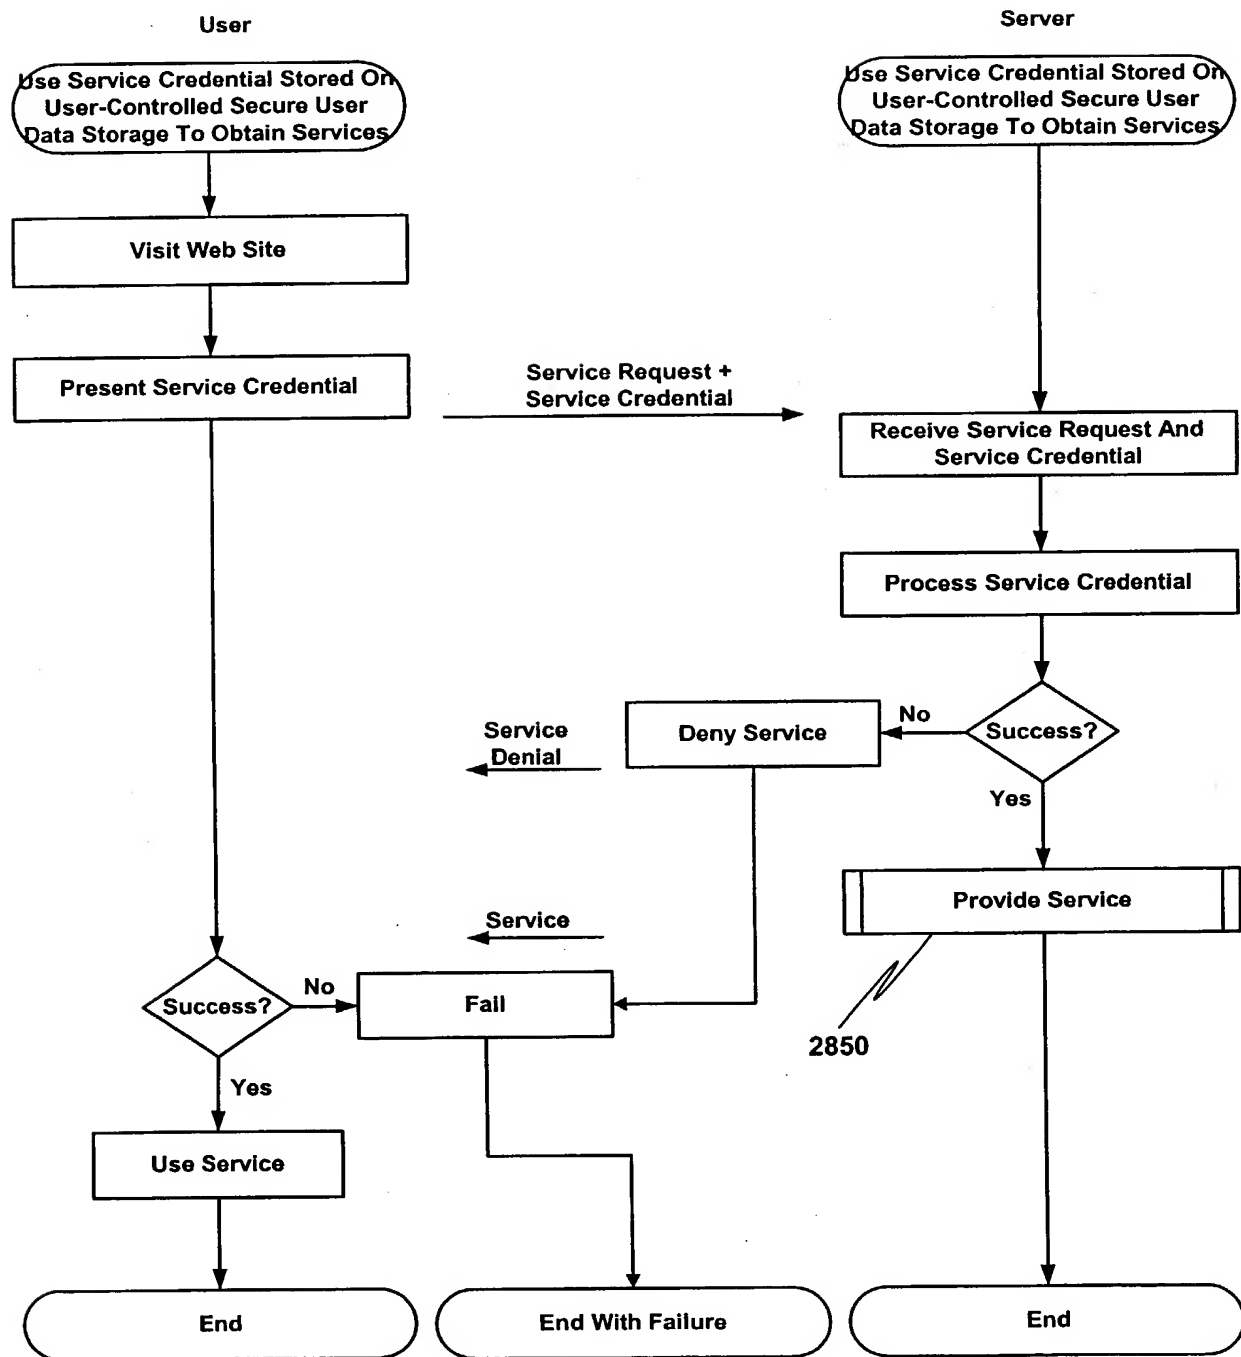 User
Server
Use Service Credential Stored On
User-Controlled Secure User
Data Storage To Obtain Services
Use Service Credential Stored On
User-Controlled Secure User
Data Storage To Obtain Services
Visit Web Site
Present Service Credential
Service Request +
Service Credential
Receive Service Request And
Service Credential
Process Service Credential
Success?
No
Deny Service
Service
Denial
Yes
Provide Service
2850
Service
Success?
No
Fail
Yes
Use Service
End
End With Failure
End